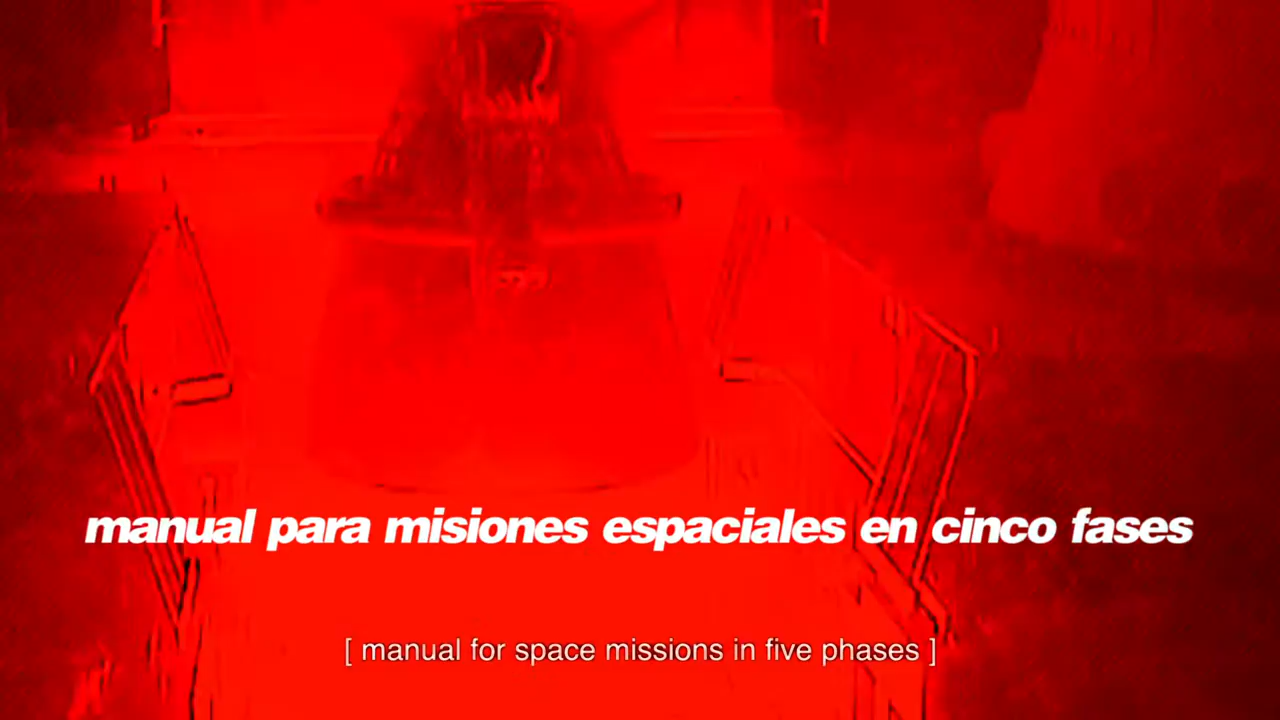 manual para misiones espaciales en cinco fases
[ manual for space missions in five phases ]